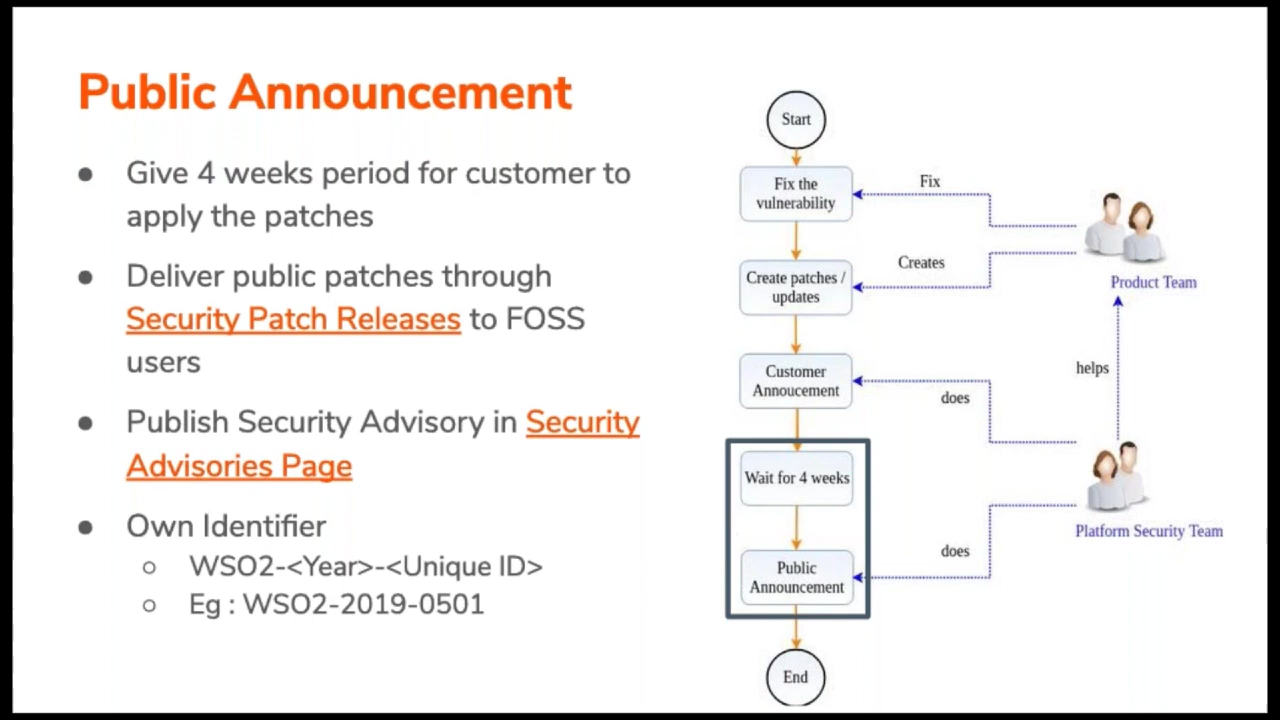 Public Announcement
● Give 4 weeks period for customer to
apply the patches
● Deliver public patches through
Security Patch Releases to FOSS
users
● Publish Security Advisory in Security
Advisories Page
● Own Identifier
○ WSO2-<Year>-<Unique ID>
○ Eg : WSO2-2019-0501
Start
Fix the
vulnerability
Fix
Create patches /
updates
Creates
Product Team
Customer
Annoucement
does
helps
Wait for 4 weeks
Platform Security Team
Public
Announcement
does
End